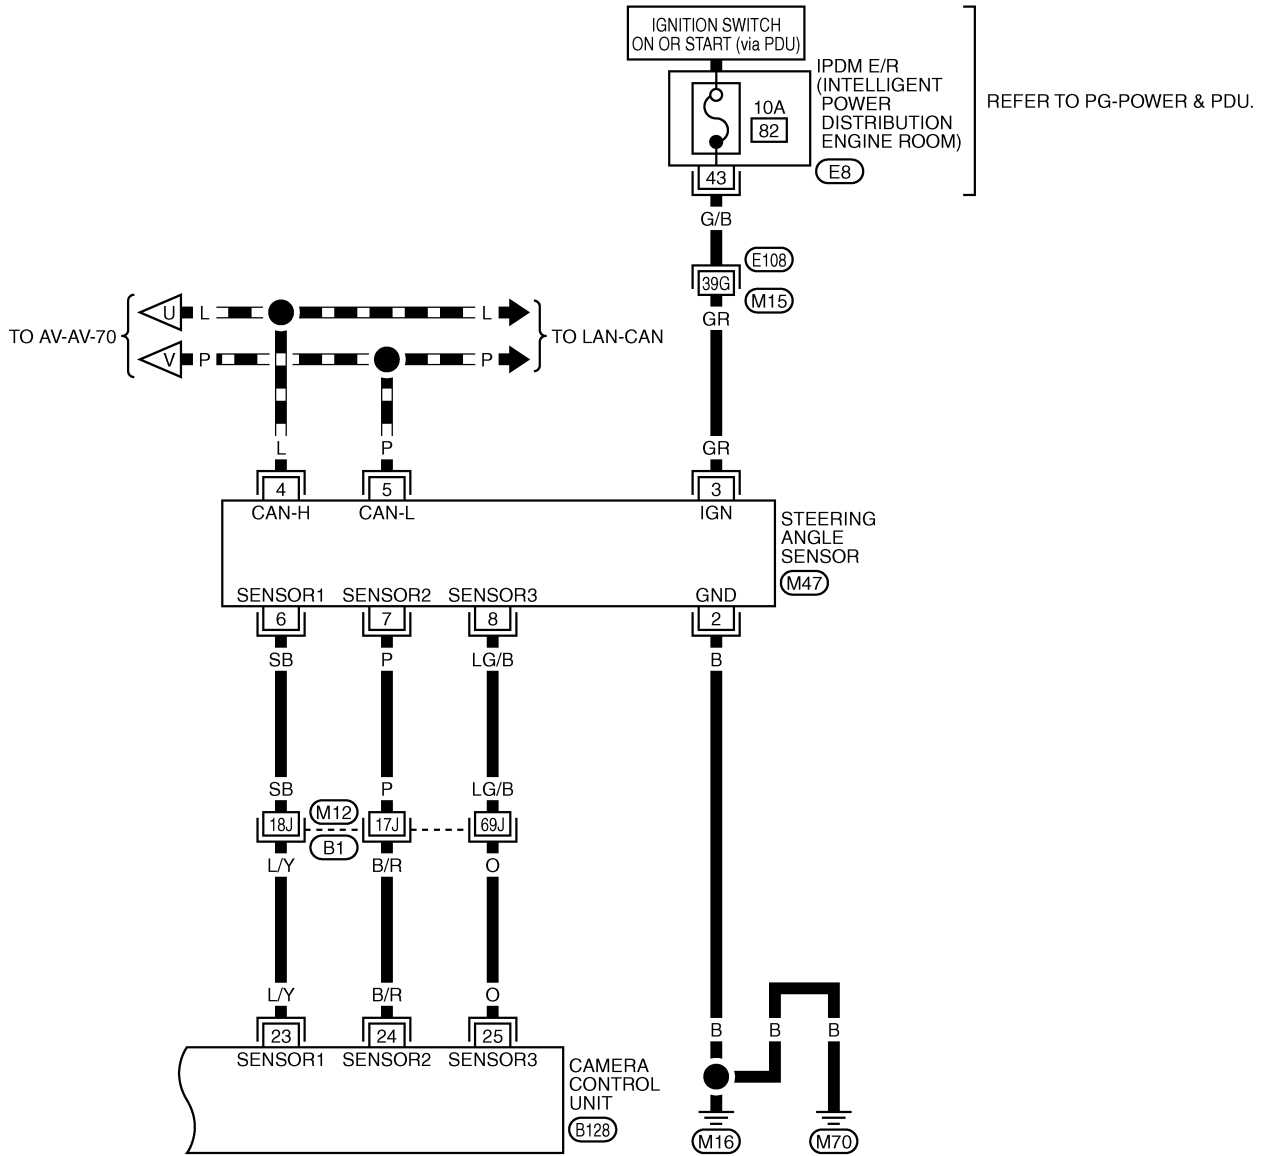 IGNITION SWITCH
ON OR START (via PDU)
IPDM E/R
(INTELLIGENT
POWER
DISTRIBUTION
ENGINE ROOM)
10A
82
E8
REFER TO PG-POWER & PDU.
43
G/B
E108
39G
M15
GR
TO AV-AV-70
U L L
V P P
TO LAN-CAN
L P GR
4 5 3
CAN-H CAN-L IGN
STEERING
ANGLE
SENSOR
M47
SENSOR1 SENSOR2 SENSOR3 GND
6 7 8 2
SB P LG/B B
SB P LG/B
M12
18J 17J 69J
B1
L/Y B/R O
L/Y B/R O
23 24 25
SENSOR1 SENSOR2 SENSOR3
CAMERA
CONTROL
UNIT
B128
B B B
M16 M70